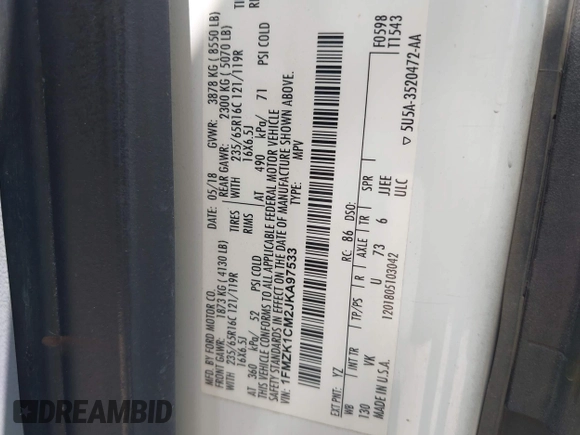 MFD. BY FORD MOTOR CO.
DATE: 05/18 GVWR: 3878 KG ( 8550 LB)
FRONT GAWR: 1873 KG ( 4130 LB) REAR GAWR: 2300 KG ( 5070 LB)
WITH 235/65R16C 121/119R TIRES WITH 235/65R16C 121/119R
16X6.5J RIMS 16X6.5J
AT 360 kPa/ 52 PSI COLD AT 490 kPa/ 71 PSI COLD
THIS VEHICLE CONFORMS TO ALL APPLICABLE FEDERAL MOTOR VEHICLE
SAFETY STANDARDS IN EFFECT ON THE DATE OF MANUFACTURE SHOWN ABOVE.
VIN: 1FMZK1CM2JKA97533 TYPE: MPV
F0598
TT1543
EXT PNT: YZ RC: 86 DSO:
WB INT TR TP/PS R AXLE TR SPR
130 VK U 73 6 JJEE
MADE IN U.S.A. 1201805103042 ULC
5U5A-3520472-AA
DREAMBID